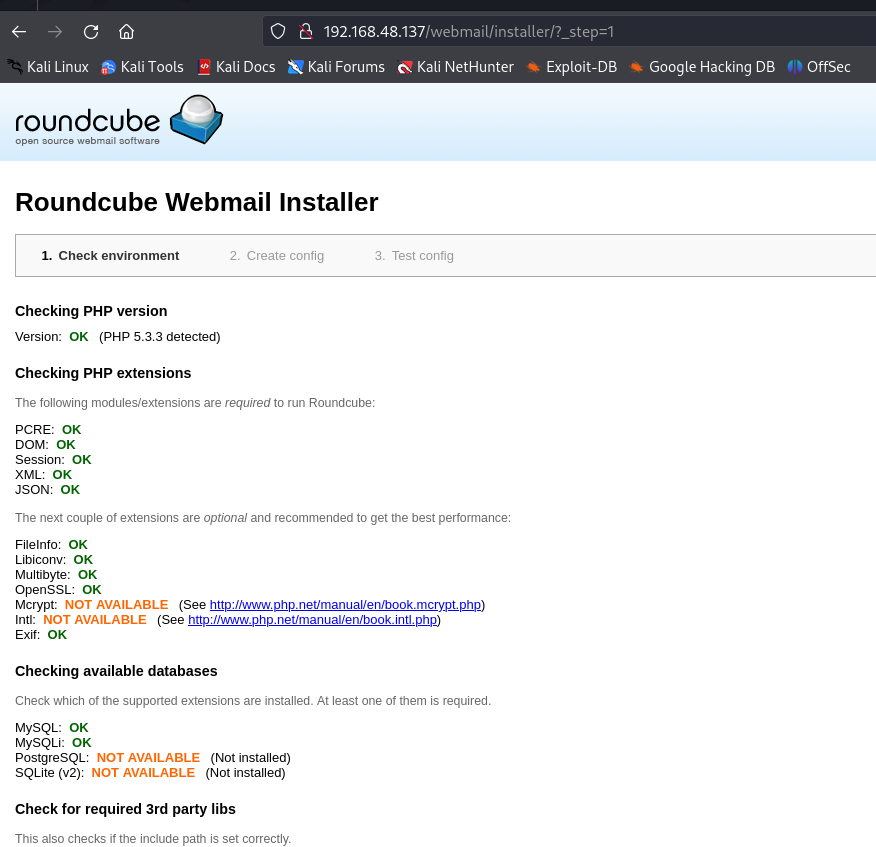 192.168.48.137/webmail/installer/?_step=1
Kali Linux Kali Tools Kali Docs Kali Forums Kali NetHunter Exploit-DB Google Hacking DB OffSec
roundcube
open source webmail software
Roundcube Webmail Installer
1. Check environment 2. Create config 3. Test config
Checking PHP version
Version: OK (PHP 5.3.3 detected)
Checking PHP extensions
The following modules/extensions are required to run Roundcube:
PCRE: OK
DOM: OK
Session: OK
XML: OK
JSON: OK
The next couple of extensions are optional and recommended to get the best performance:
FileInfo: OK
Libiconv: OK
Multibyte: OK
OpenSSL: OK
Mcrypt: NOT AVAILABLE (See http://www.php.net/manual/en/book.mcrypt.php)
Intl: NOT AVAILABLE (See http://www.php.net/manual/en/book.intl.php)
Exif: OK
Checking available databases
Check which of the supported extensions are installed. At least one of them is required.
MySQL: OK
MySQLi: OK
PostgreSQL: NOT AVAILABLE (Not installed)
SQLite (v2): NOT AVAILABLE (Not installed)
Check for required 3rd party libs
This also checks if the include path is set correctly.